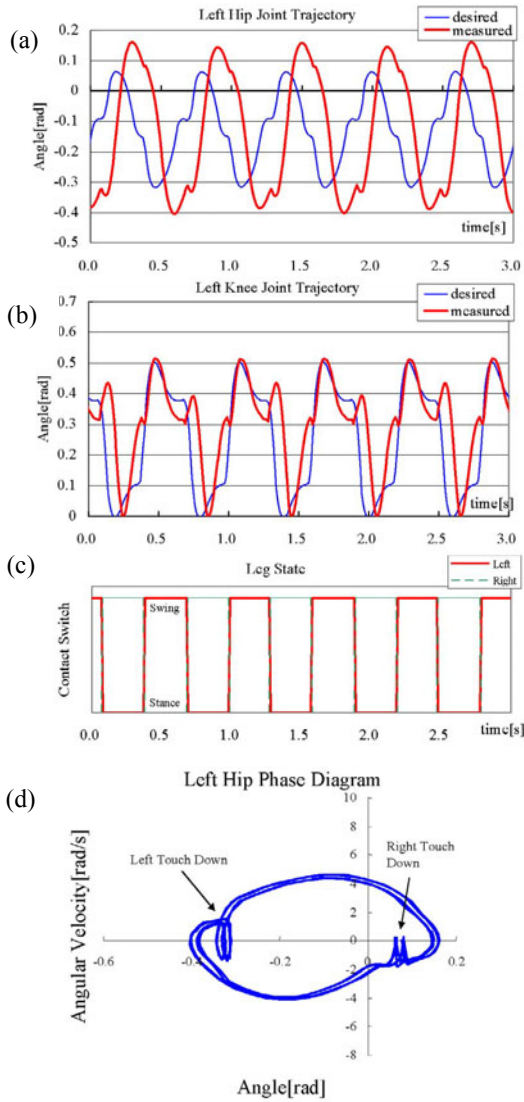 (a)
Left Hip Joint Trajectory
desired
measured
0.2
0.1
0
-0.1
-0.2
-0.3
-0.4
-0.5
Angle[rad]
time[s]
0.0 0.5 1.0 1.5 2.0 2.5 3.0
(b)
Left Knee Joint Trajectory
desired
measured
0.7
0.6
0.5
0.4
0.3
0.2
0.1
0
Angle[rad]
time[s]
0.0 0.5 1.0 1.5 2.0 2.5 3.0
(c)
Leg State
Left
Right
Contact Switch
Swing
Stance
0.0 0.5 1.0 1.5 2.0 2.5 time[s]
(d)
Left Hip Phase Diagram
Angular Velocity[rad/s]
10
8
6
4
2
0
-2
-4
-6
-8
Left Touch Down
Right Touch
Down
-0.6 -0.4 -0.2 0 0.2
Angle[rad]